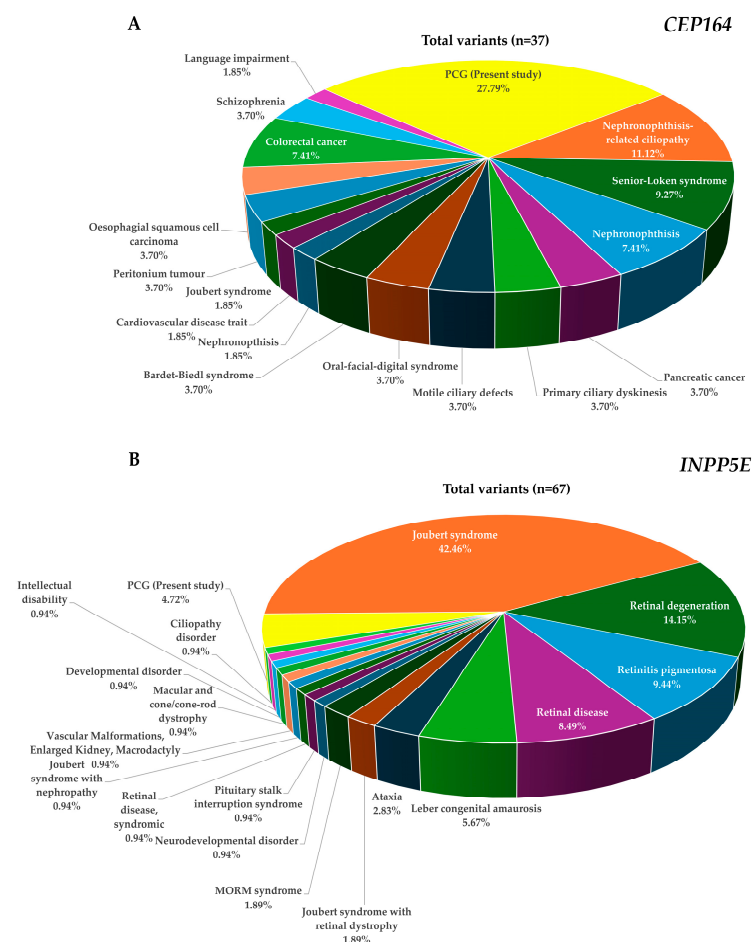 A
CEP164
Total variants (n=37)
PCG (Present study)
27.79%
Nephronophthisis-
related ciliopathy
11.12%
Senior-Loken syndrome
9.27%
Nephronophthisis
7.41%
Pancreatic cancer
3.70%
Primary ciliary dyskinesis
3.70%
Motile ciliary defects
3.70%
Oral-facial-digital syndrome
3.70%
Bardet-Biedl syndrome
3.70%
Nephronopthisis
1.85%
Cardiovascular disease trait
1.85%
Joubert syndrome
1.85%
Peritonium tumour
3.70%
Oesophagial squamous cell
carcinoma
3.70%
Colorectal cancer
7.41%
Schizophrenia
3.70%
Language impairment
1.85%
B
INPP5E
Total variants (n=67)
Joubert syndrome
42.46%
Retinal degeneration
14.15%
Retinitis pigmentosa
9.44%
Retinal disease
8.49%
Leber congenital amaurosis
5.67%
Ataxia
2.83%
Joubert syndrome with
retinal dystrophy
1.89%
MORM syndrome
1.89%
Neurodevelopmental disorder
0.94%
Pituitary stalk
interruption syndrome
0.94%
Retinal
disease,
syndromic
0.94%
Joubert
syndrome with
nephropathy
0.94%
Vascular Malformations,
Enlarged Kidney, Macrodactyly
0.94%
Macular and
cone/cone-rod
dystrophy
0.94%
Developmental disorder
0.94%
Ciliopathy
disorder
0.94%
Intellectual
disability
0.94%
PCG (Present study)
4.72%